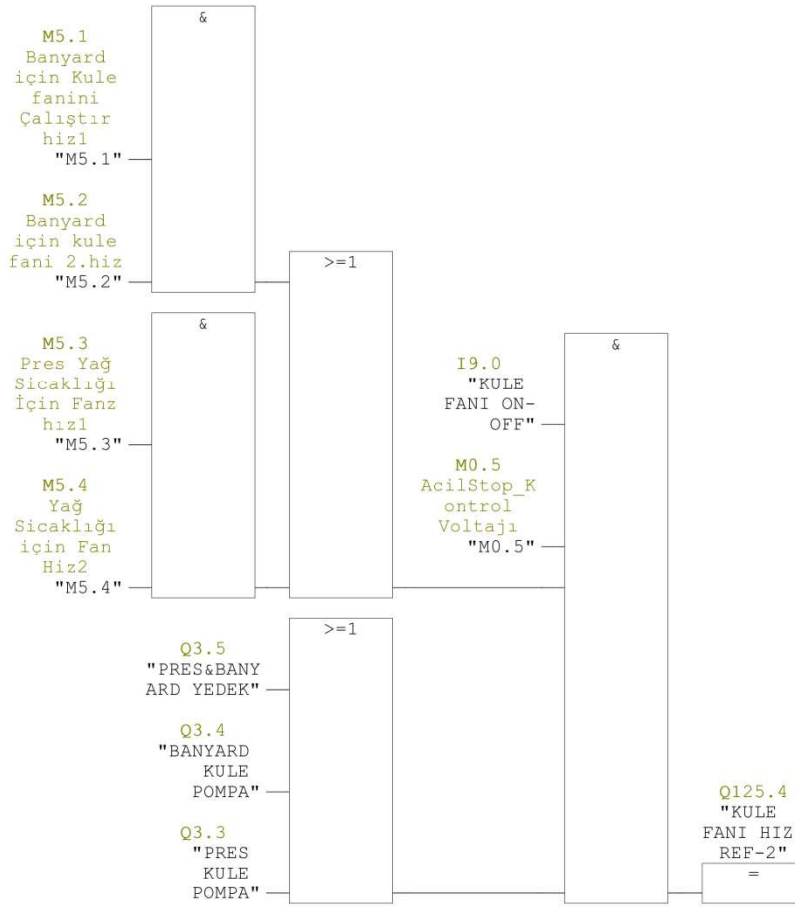 &
M5.1
Banyard
için Kule
fanini
Çalıştır
hiz1
"M5.1"
M5.2
Banyard
için kule
fani 2.hiz
"M5.2"
>=1
&
M5.3
Pres Yağ
Sicaklığı
İçin Fanz
hız1
"M5.3"
M5.4
Yağ
Sicaklığı
için Fan
Hiz2
"M5.4"
&
I9.0
"KULE
FANI ON-
OFF"
M0.5
AcilStop_K
ontrol
Voltajı
"M0.5"
>=1
Q3.5
"PRES&BANY
ARD YEDEK"
Q3.4
"BANYARD
KULE
POMPA"
Q3.3
"PRES
KULE
POMPA"
Q125.4
"KULE
FANI HIZ
REF-2"
=